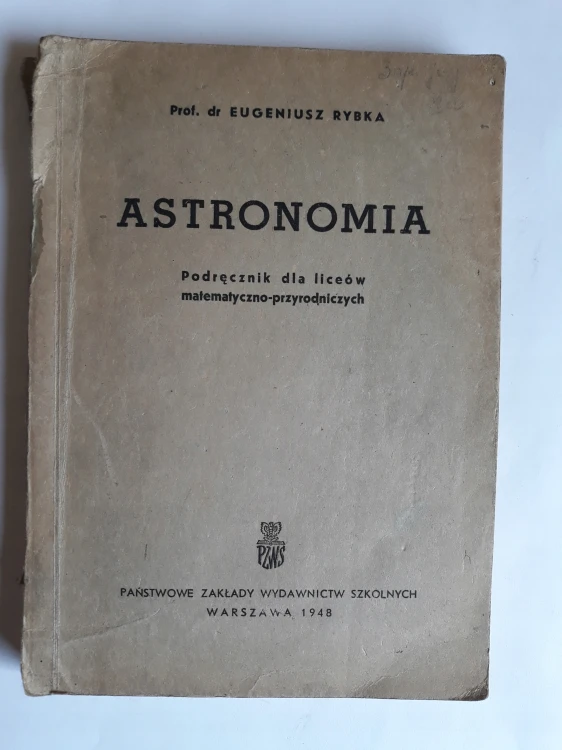 Prof. dr EUGENIUSZ RYBKA
ASTRONOMIA
Podręcznik dla liceów
matematyczno-przyrodniczych
PZWS
PAŃSTWOWE ZAKŁADY WYDAWNICTW SZKOLNYCH
WARSZAWA 1948